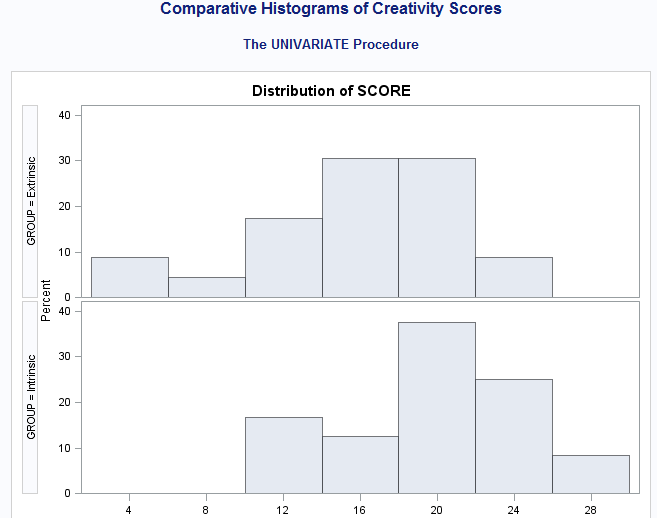 Comparative Histograms of Creativity Scores
The UNIVARIATE Procedure
Distribution of SCORE
GROUP = Extrinsic
40
30
20
10
0
Percent
GROUP = Intrinsic
40
30
20
10
0
4 8 12 16 20 24 28